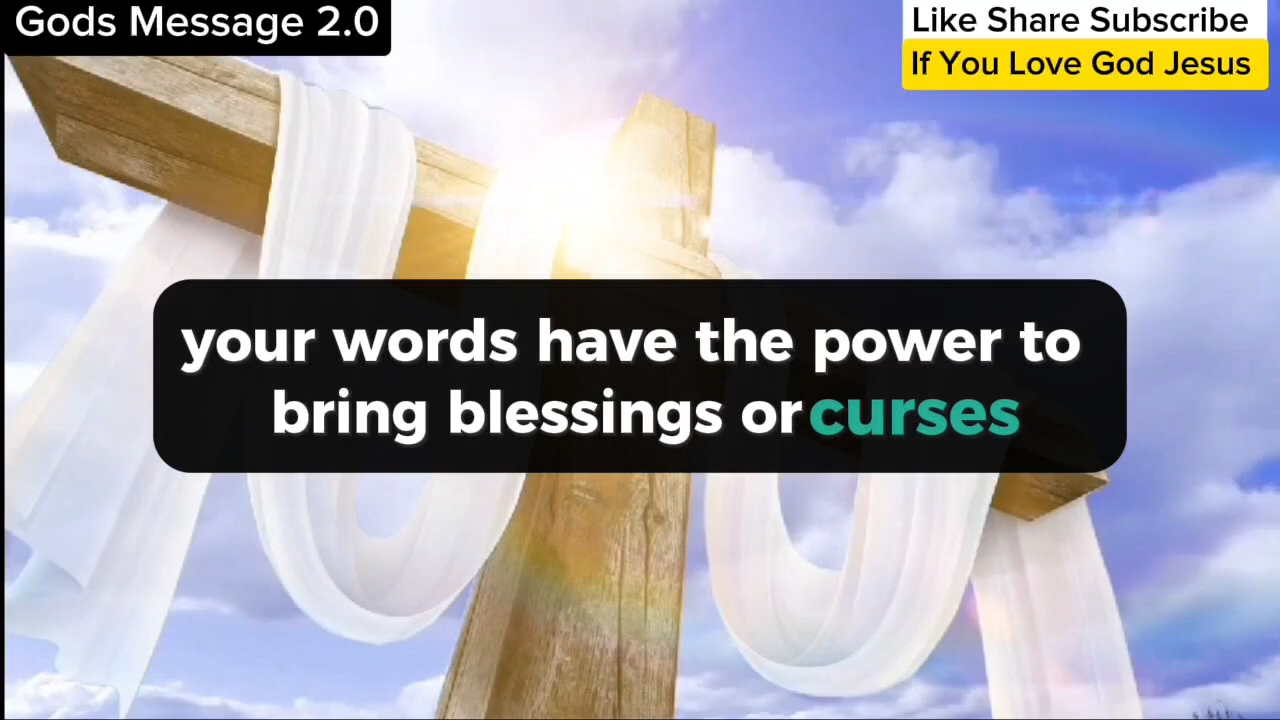 Gods Message 2.0
Like Share Subscribe
If You Love God Jesus
your words have the power to
bring blessings or curses